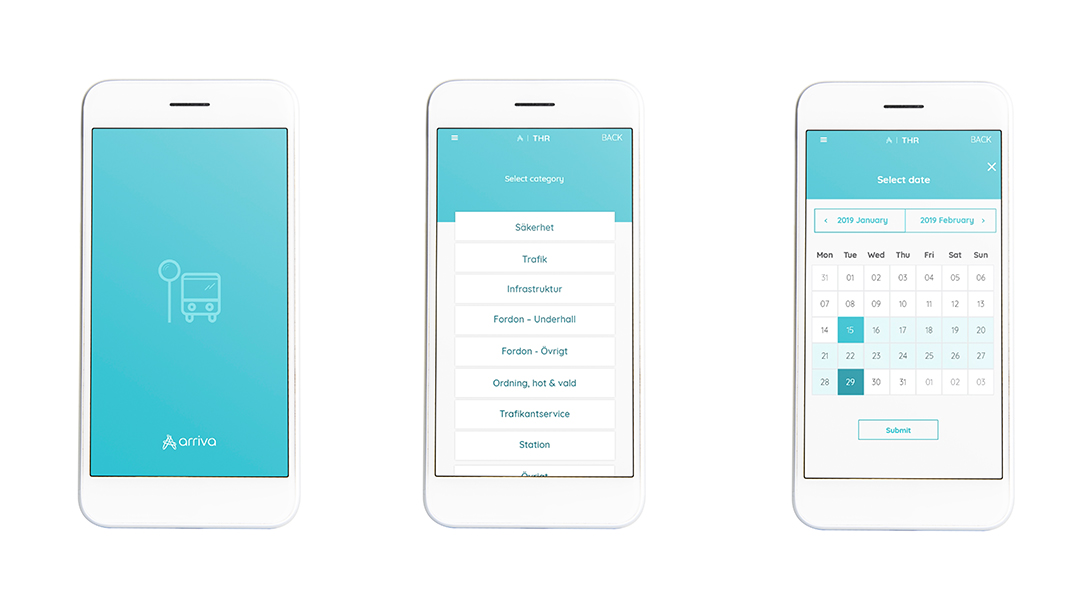 arriva
THR
BACK
Select category
Säkerhet
Trafik
Infrastruktur
Fordon – Underhall
Fordon - Övrigt
Ordning, hot & vald
Trafikantservice
Station
Övrigt
THR
BACK
Select date
2019 January
2019 February
Mon Tue Wed Thu Fri Sat Sun
31 01 02 03 04 05 06
07 08 09 10 11 12 13
14 15 16 17 18 19 20
21 22 23 24 25 26 27
28 29 30 31 01 02 03
Submit